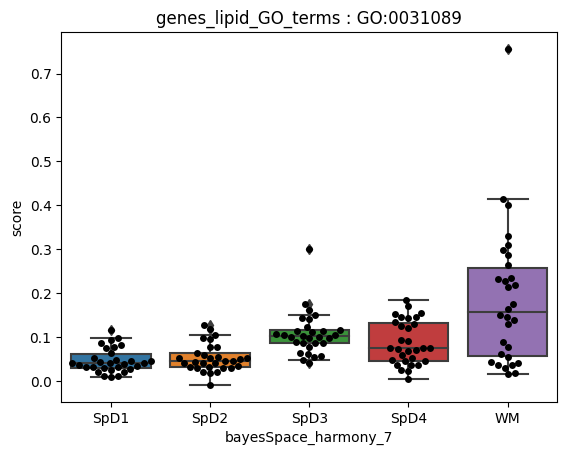 genes_lipid_GO_terms : GO:0031089
0.7
0.6
0.5
0.4
0.3
0.2
0.1
0.0
score
SpD1 SpD2 SpD3 SpD4 WM
bayesSpace_harmony_7